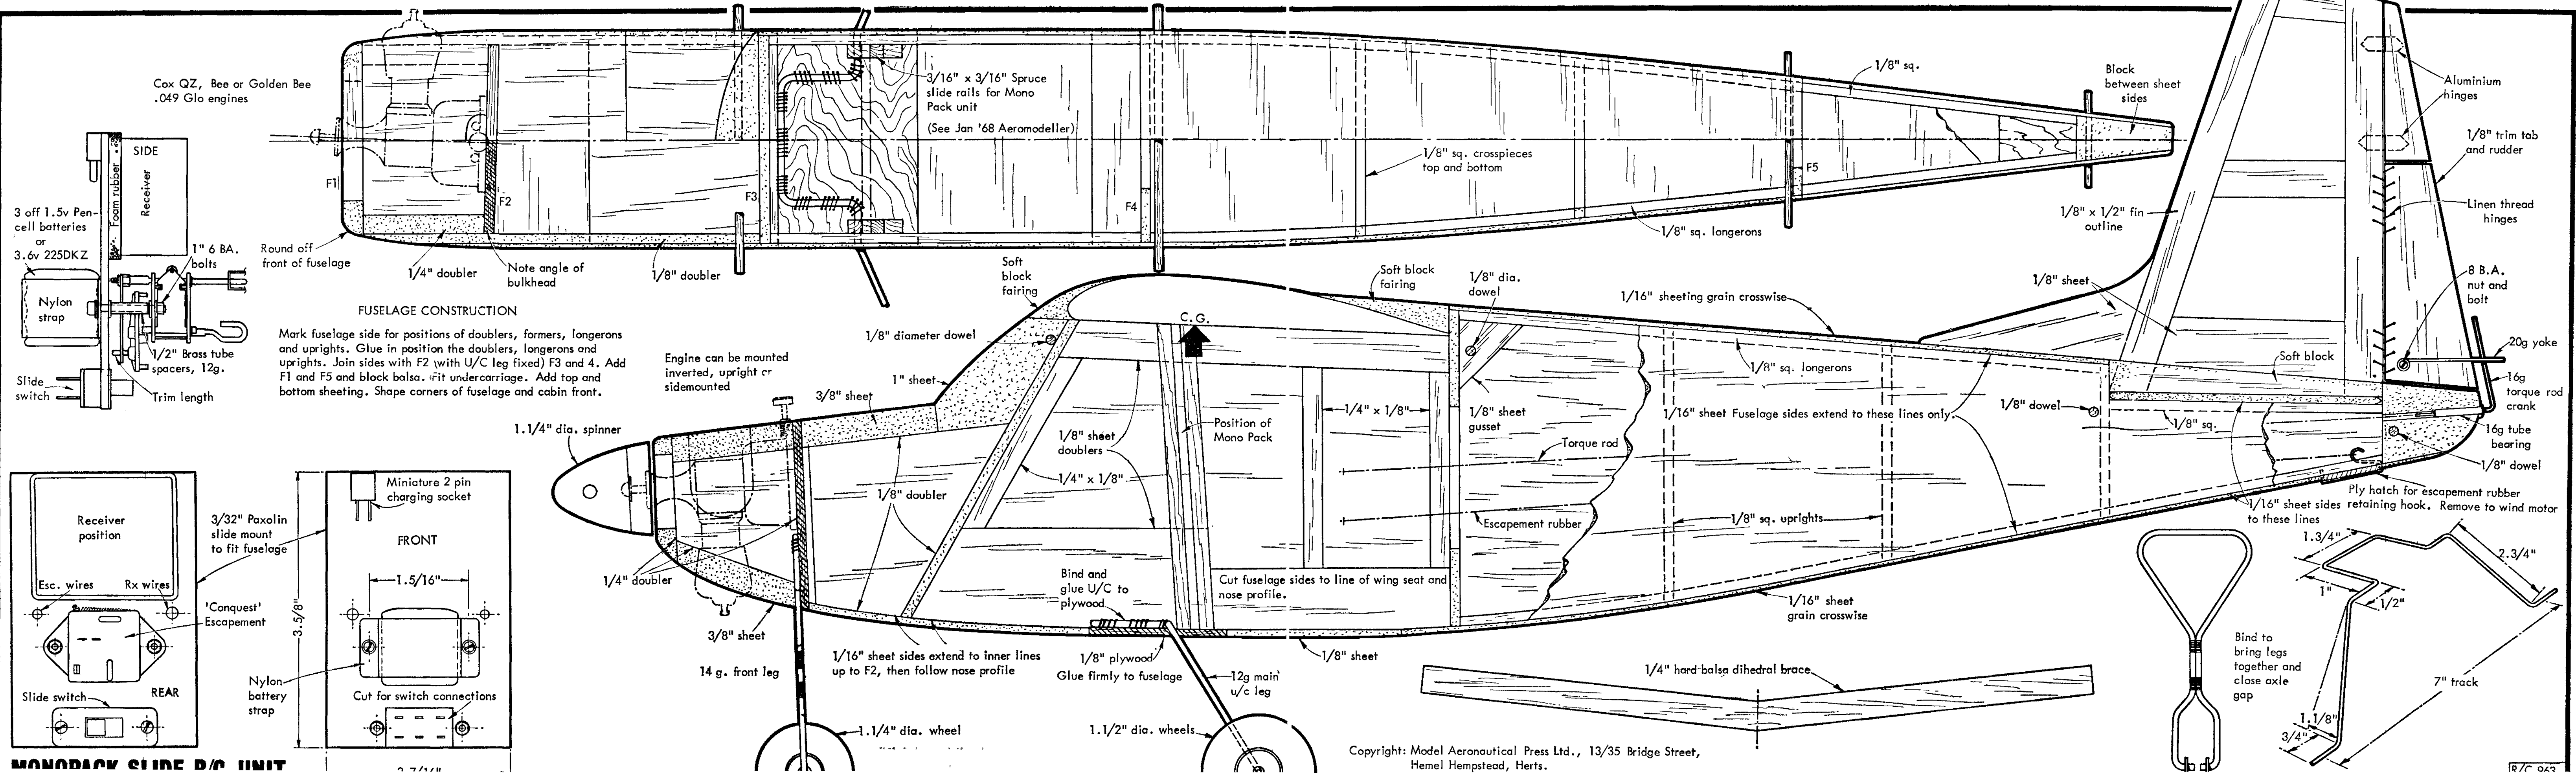 Cox QZ, Bee or Golden Bee
.049 Glo engines
3/16" x 3/16" Spruce
slide rails for Mono
Pack unit
(See Jan '68 Aeromodeller)
1/8" sq.
Block
between sheet
sides
Aluminium
hinges
1/8" trim tab
and rudder
SIDE
Receiver
Foam rubber
F1
F2
F3
F4
F5
1/8" sq. crosspieces
top and bottom
3 off 1.5v Pen-
cell batteries
or
3.6v 225DKZ
1" 6 BA.
bolts
Round off
front of fuselage
1/4" doubler
Note angle of
bulkhead
1/8" doubler
1/8" sq. longerons
1/8" x 1/2" fin
outline
Linen thread
hinges
Nylon
strap
1/2" Brass tube
spacers, 12g.
Slide
switch
Trim length
FUSELAGE CONSTRUCTION
Mark fuselage side for positions of doublers, formers, longerons
and uprights. Glue in position the doublers, longerons and
uprights. Join sides with F2 (with U/C leg fixed) F3 and 4. Add
F1 and F5 and block balsa. Fit undercarriage. Add top and
bottom sheeting. Shape corners of fuselage and cabin front.
Soft
block
fairing
Soft block
fairing
1/8" dia.
dowel
1/16" sheeting grain crosswise
1/8" sheet
8 B.A.
nut and
bolt
C.G.
1/8" diameter dowel
Engine can be mounted
inverted, upright or
sidemounted
1" sheet
3/8" sheet
1.1/4" dia. spinner
1/8" sheet
doublers
1/4" x 1/8"
1/8" doubler
Position of
Mono Pack
1/4" x 1/8"
1/8" sheet
gusset
1/8" sq. longerons
1/16" sheet Fuselage sides extend to these lines only
Torque rod
Escapement rubber
1/8" sq. uprights
1/8" dowel
Soft block
1/8" sq.
20g yoke
16g
torque rod
crank
16g tube
bearing
1/8" dowel
Ply hatch for escapement rubber
retaining hook. Remove to wind motor
1/16" sheet sides
to these lines
Receiver
position
Esc. wires
Rx wires
3/32" Paxolin
slide mount
to fit fuselage
'Conquest'
Escapement
REAR
Slide switch
Miniature 2 pin
charging socket
FRONT
1.5/16"
3.5/8"
Nylon
battery
strap
Cut for switch connections
1/4" doubler
3/8" sheet
14 g. front leg
1/16" sheet sides extend to inner lines
up to F2, then follow nose profile
Bind and
glue U/C to
plywood
1/8" plywood
Glue firmly to fuselage
Cut fuselage sides to line of wing seat and
nose profile.
12g main
u/c leg
1/8" sheet
1/16" sheet
grain crosswise
1/4" hard balsa dihedral brace
1.1/4" dia. wheel
1.1/2" dia. wheels
Bind to
bring legs
together and
close axle
gap
1.3/4"
2.3/4"
1"
1/2"
7" track
1.1/8"
3/4"
Copyright: Model Aeronautical Press Ltd., 13/35 Bridge Street,
Hemel Hempstead, Herts.
MONOPACK SLIDE R/C UNIT
2.7/16"
R/C 963